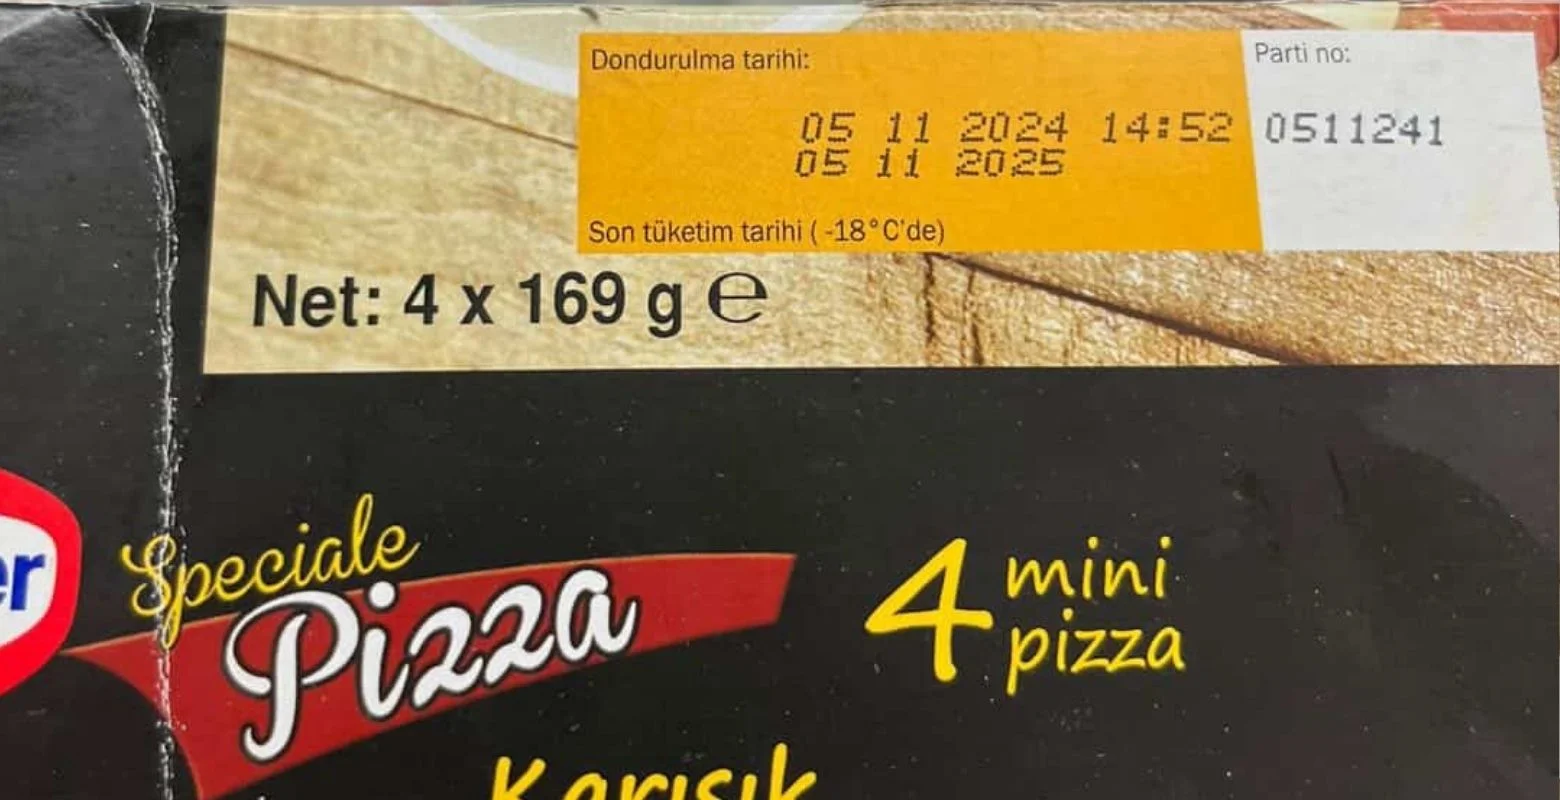 Dondurulma tarihi:
Parti no:
05 11 2024 14:52
0511241
05 11 2025
Son tüketim tarihi ( -18°C'de)
Net: 4 x 169 g e
er
Speciale
Pizza
4 mini
pizza
Karışık